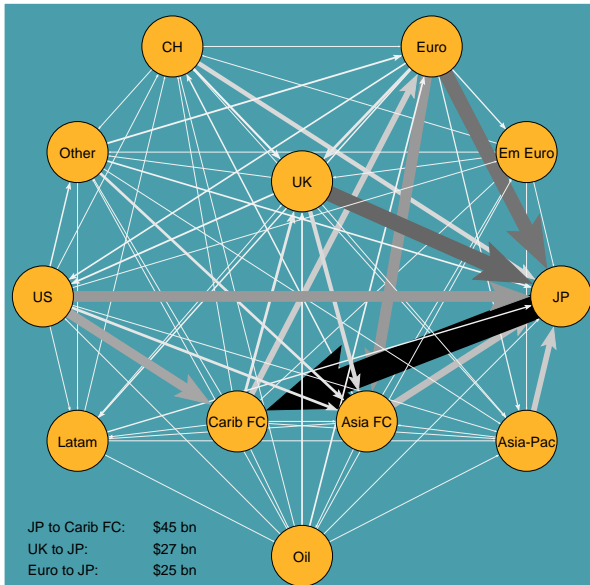 CH
Euro
Other
Em Euro
UK
US
JP
Carib FC
Asia FC
Latam
Asia-Pac
JP to Carib FC: $45 bn
UK to JP: $27 bn
Euro to JP: $25 bn
Oil